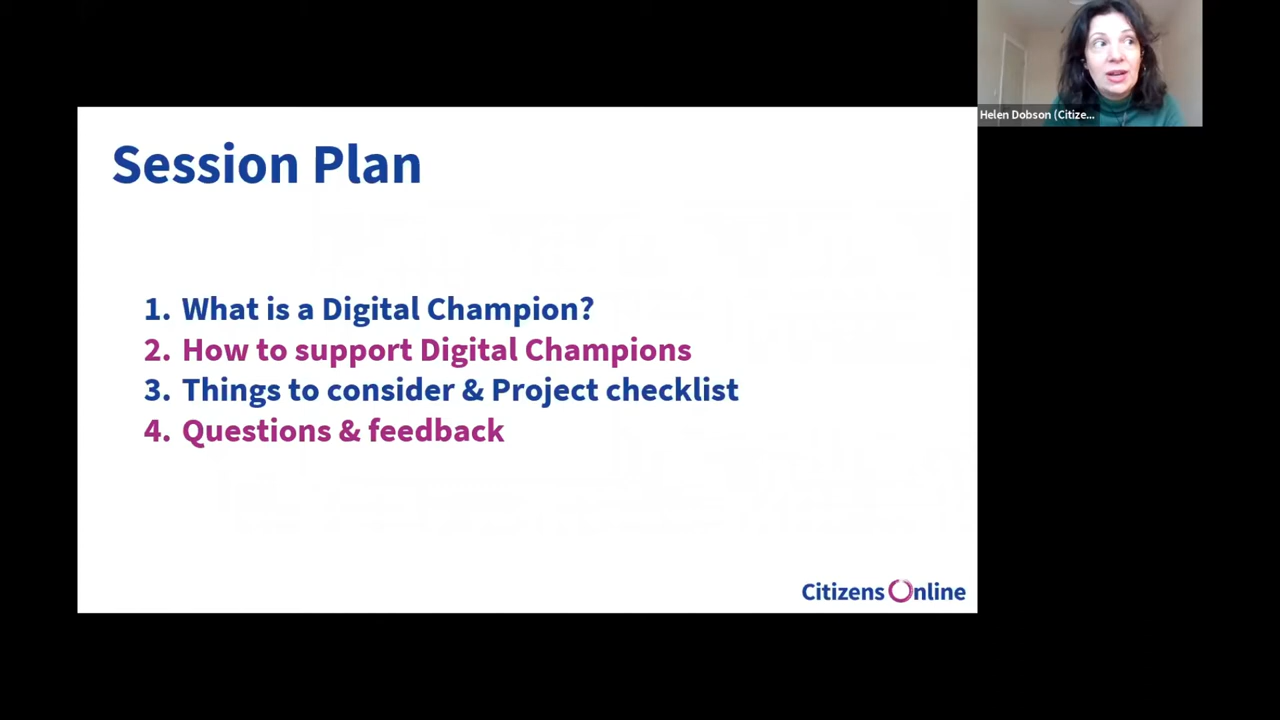 Helen Dobson (Citize...
Session Plan
1. What is a Digital Champion?
2. How to support Digital Champions
3. Things to consider & Project checklist
4. Questions & feedback
Citizens Online